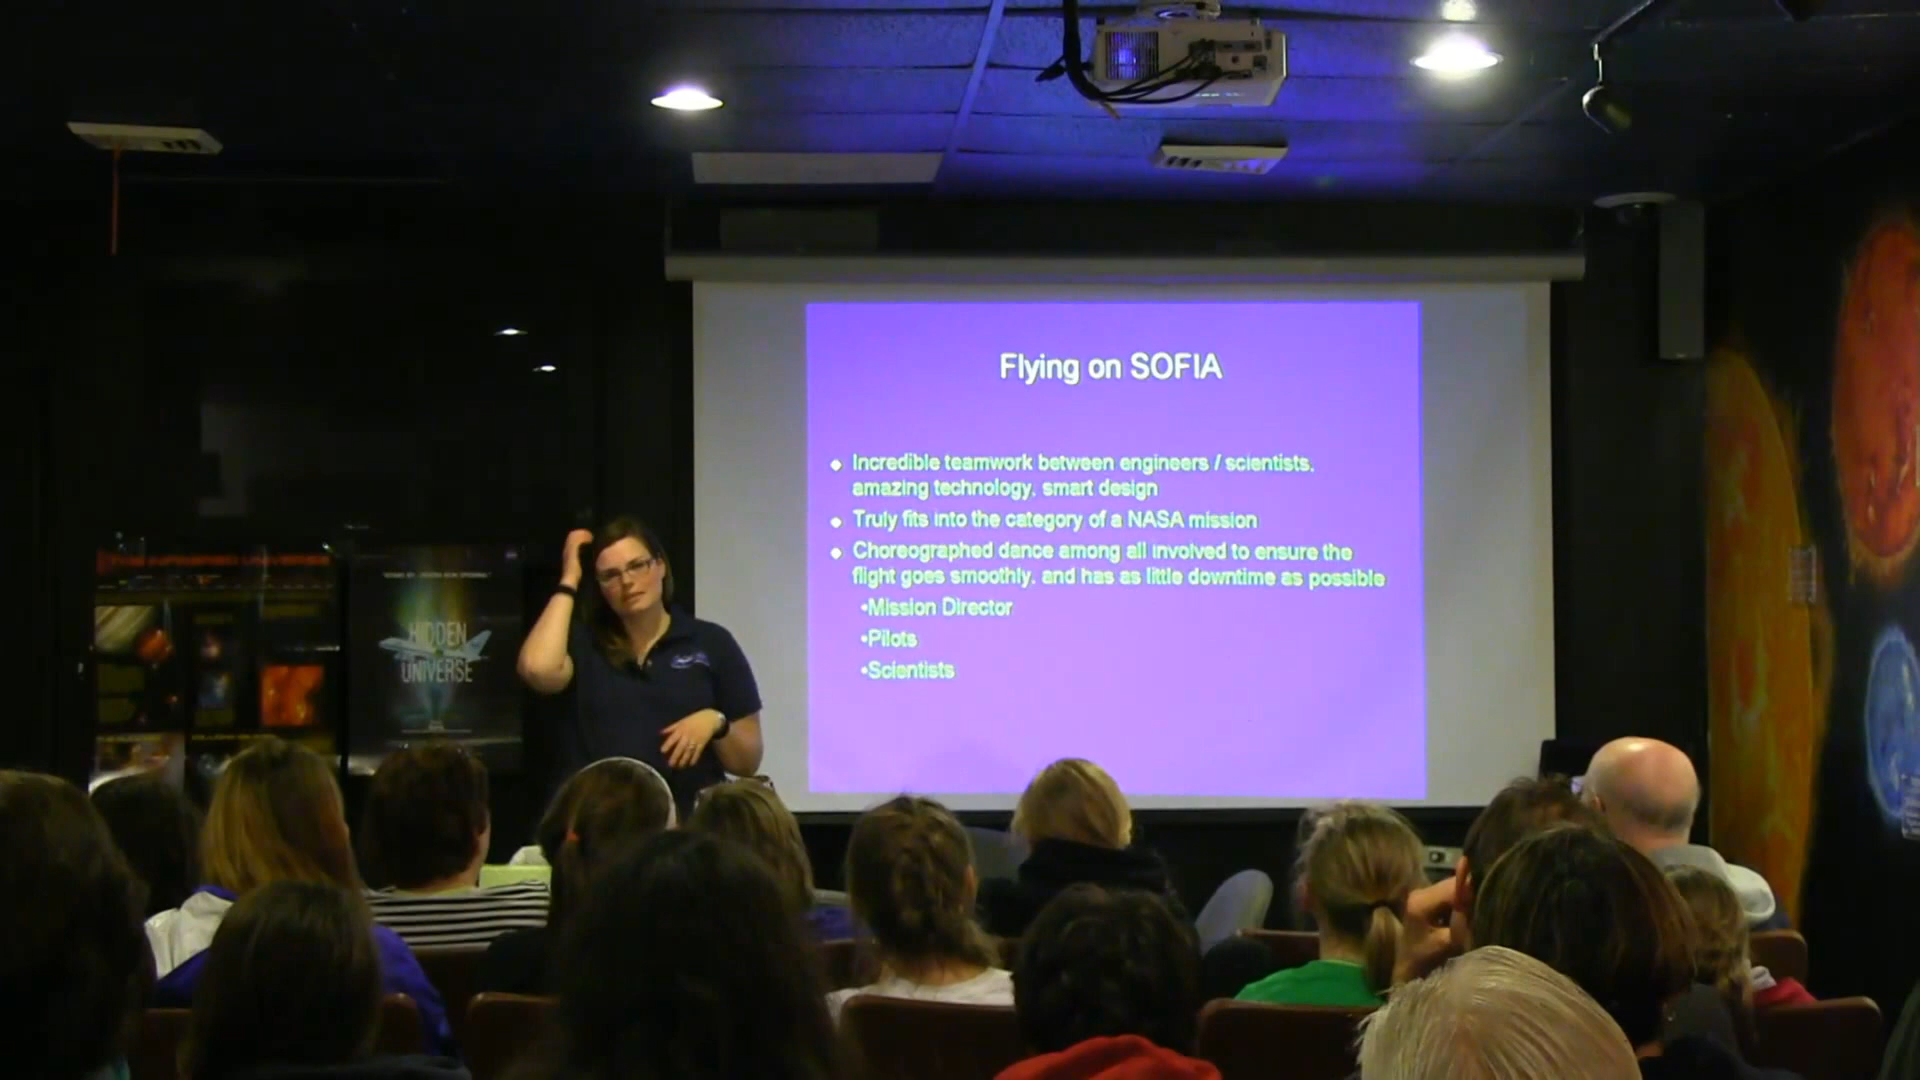 Flying on SOFIA
Incredible teamwork between engineers / scientists,
amazing technology, smart design
Truly fits into the category of a NASA mission
Choreographed dance among all involved to ensure the
flight goes smoothly, and has as little downtime as possible
•Mission Director
•Pilots
•Scientists
HIDDEN
UNIVERSE